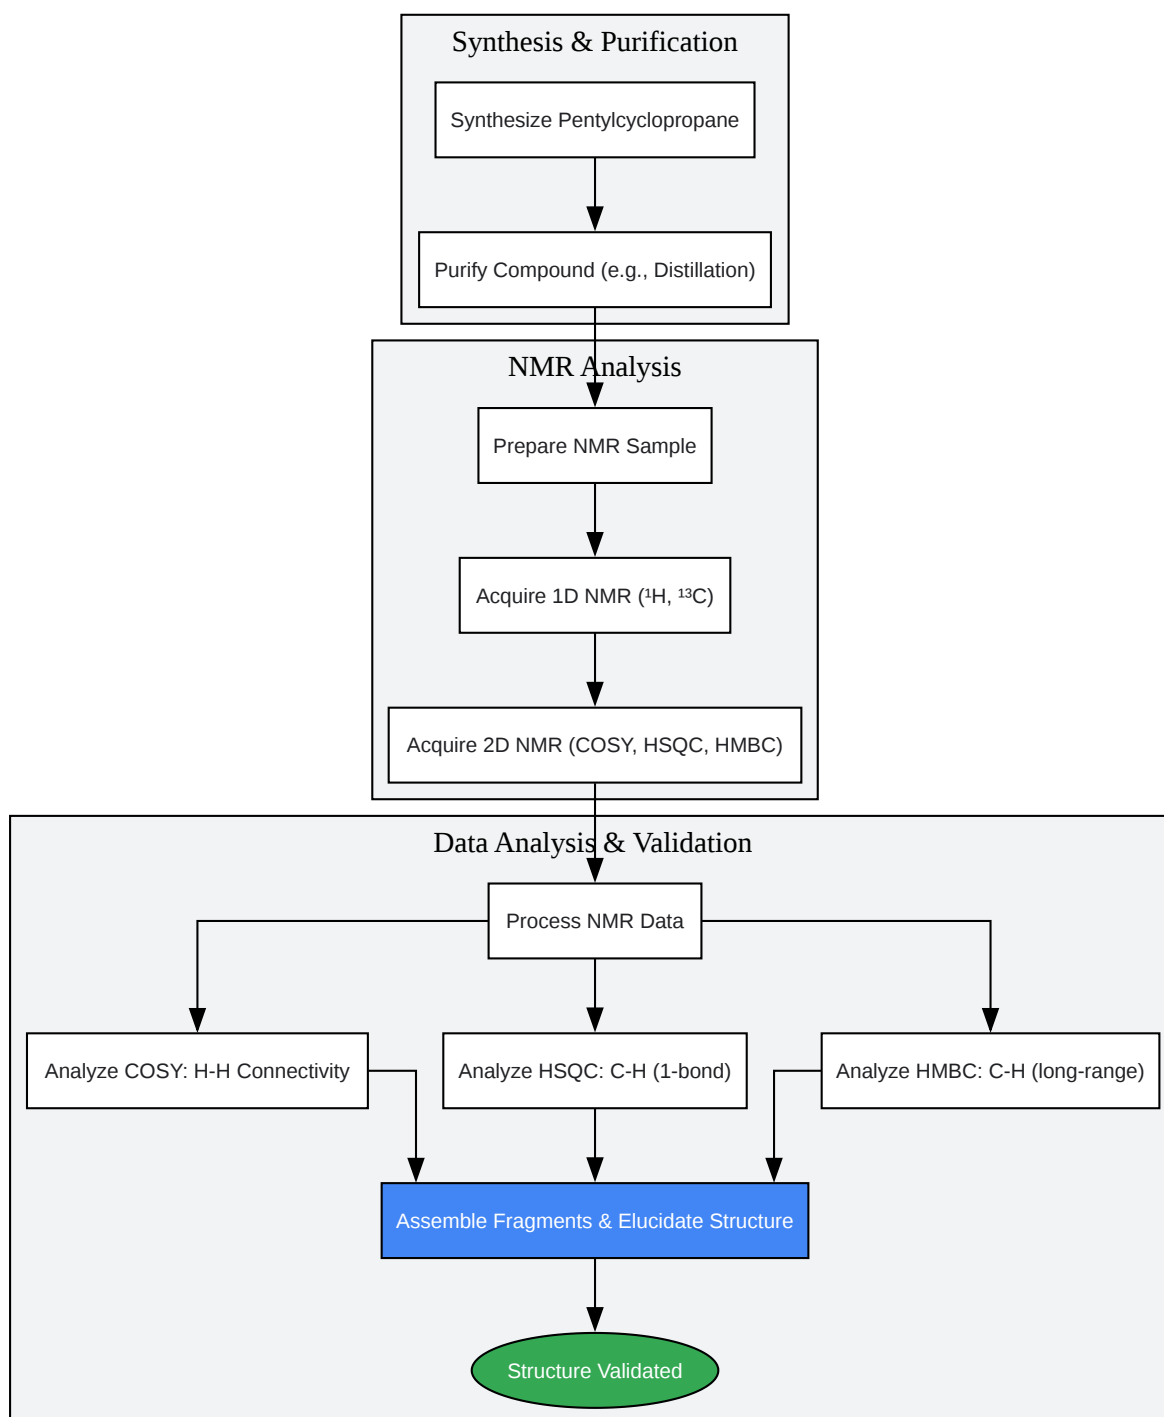 Synthesis & Purification
Synthesize Pentylcyclopropane
Purify Compound (e.g., Distillation)
NMR Analysis
Prepare NMR Sample
Acquire 1D NMR (¹H, ¹³C)
Acquire 2D NMR (COSY, HSQC, HMBC)
Data Analysis & Validation
Process NMR Data
Analyze COSY: H-H Connectivity
Analyze HSQC: C-H (1-bond)
Analyze HMBC: C-H (long-range)
Assemble Fragments & Elucidate Structure
Structure Validated